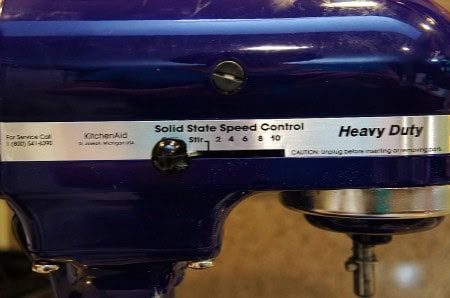 Solid State Speed Control
For Service Call
1 (800) 541-6390
KitchenAid
St. Joseph, Michigan USA
Stir 2 4 6 8 10
Heavy Duty
CAUTION: Unplug before inserting or removing parts